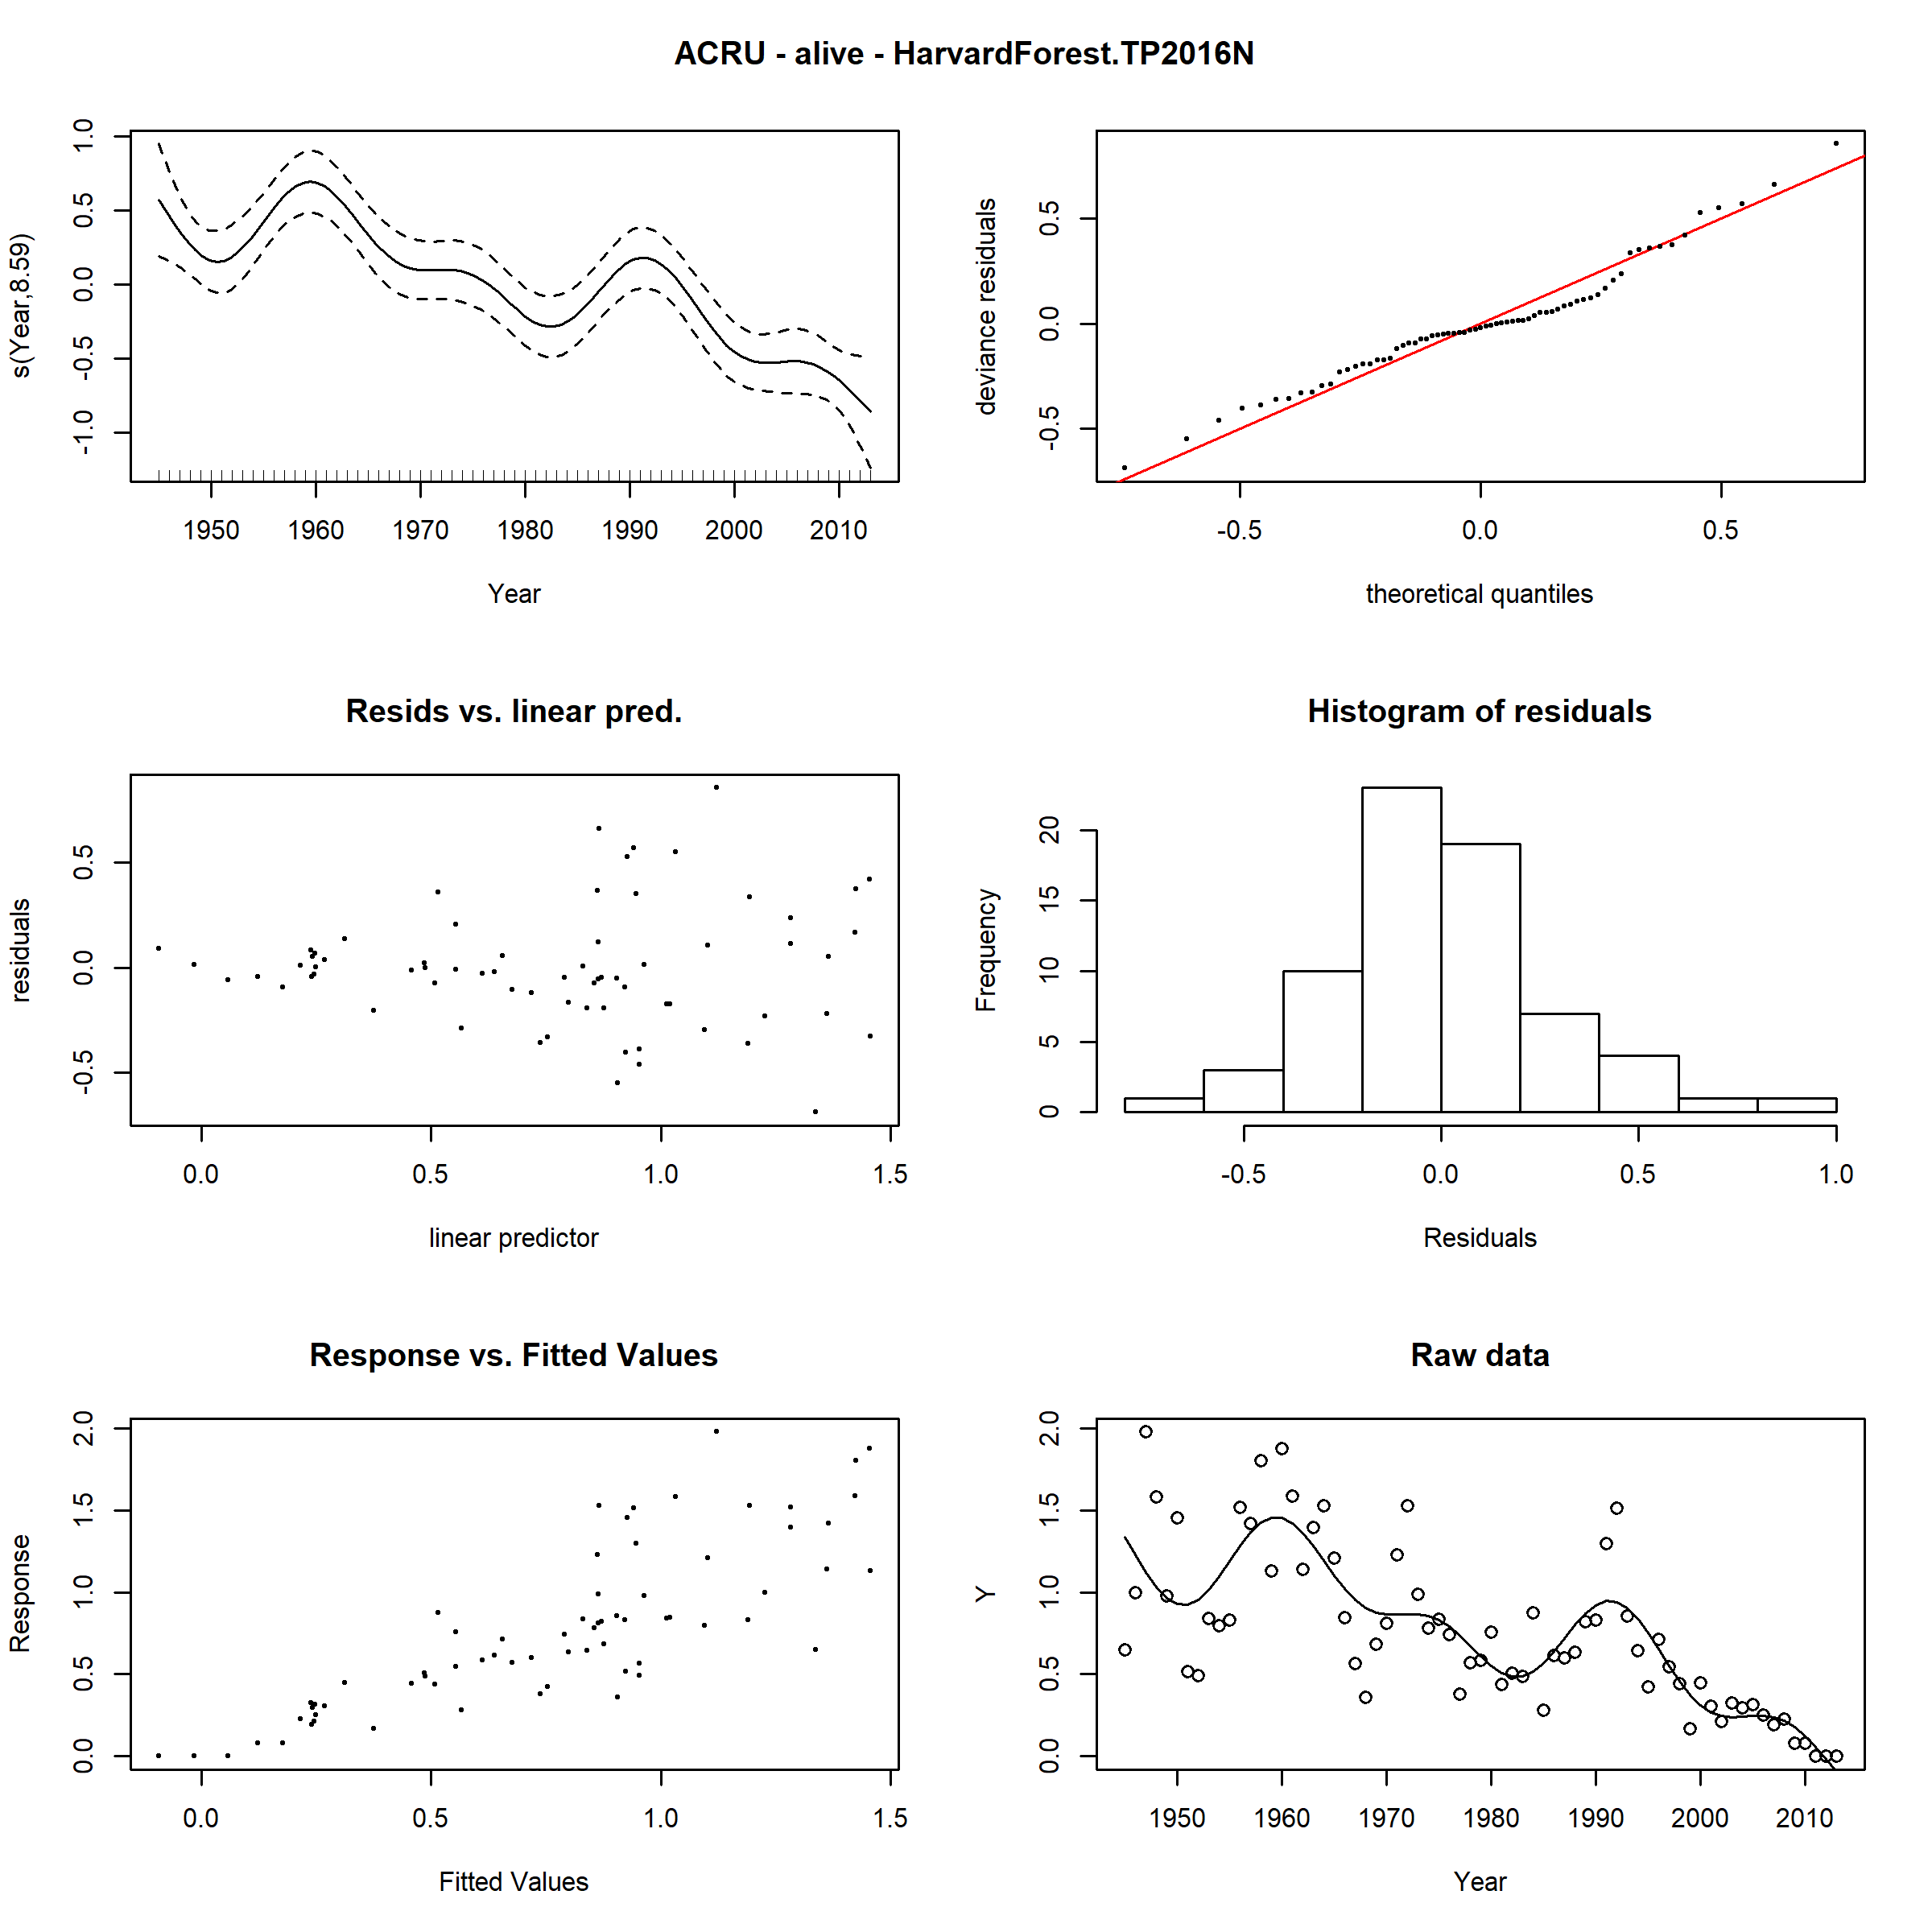 ACRU - alive - HarvardForest.TP2016N
s(Year,8.59)
1.0
0.5
0.0
-0.5
-1.0
1950 1960 1970 1980 1990 2000 2010
Year
deviance residuals
0.5
0.0
-0.5
-0.5 0.0 0.5
theoretical quantiles
Resids vs. linear pred.
residuals
0.5
0.0
-0.5
0.0 0.5 1.0 1.5
linear predictor
Histogram of residuals
Frequency
20
15
10
5
0
-0.5 0.0 0.5 1.0
Residuals
Response vs. Fitted Values
Response
2.0
1.5
1.0
0.5
0.0
0.0 0.5 1.0 1.5
Fitted Values
Raw data
Y
2.0
1.5
1.0
0.5
0.0
1950 1960 1970 1980 1990 2000 2010
Year